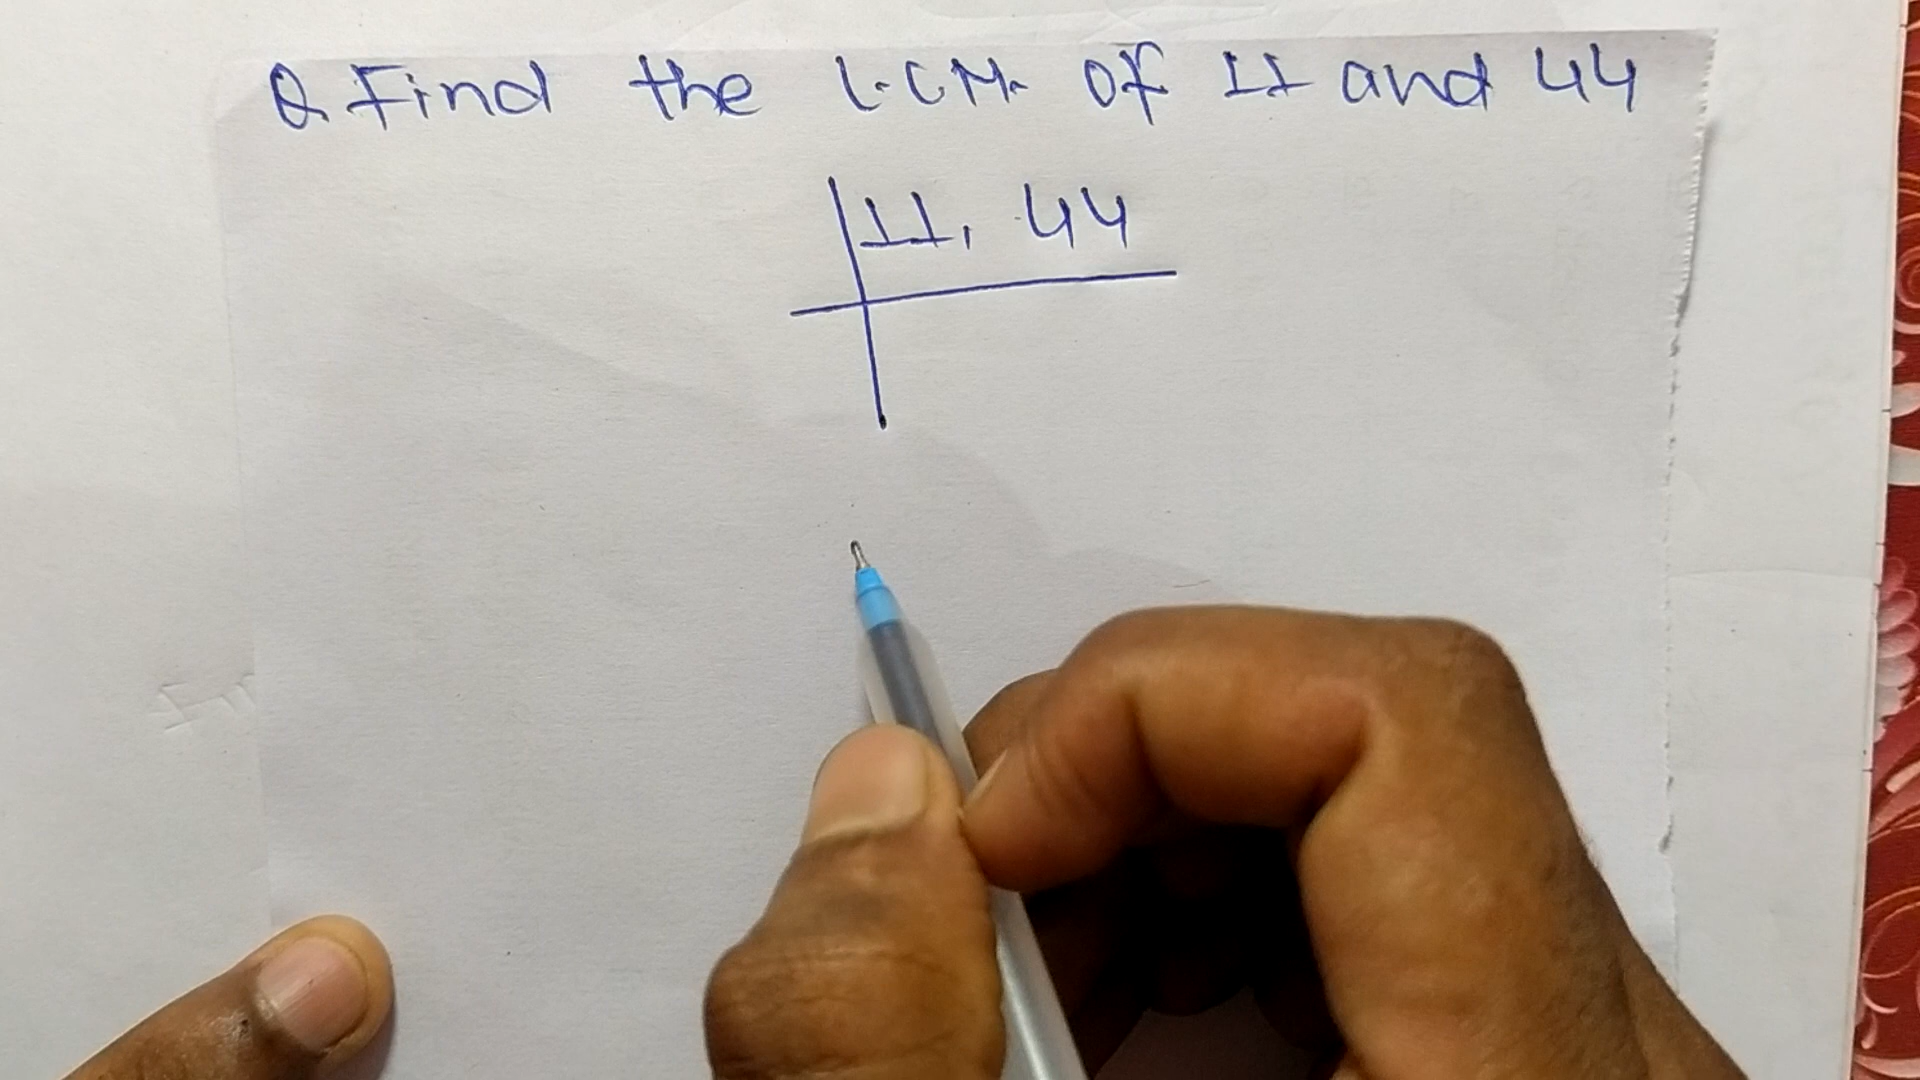 Q. Find the L.C.M. of 11 and 44
11, 44